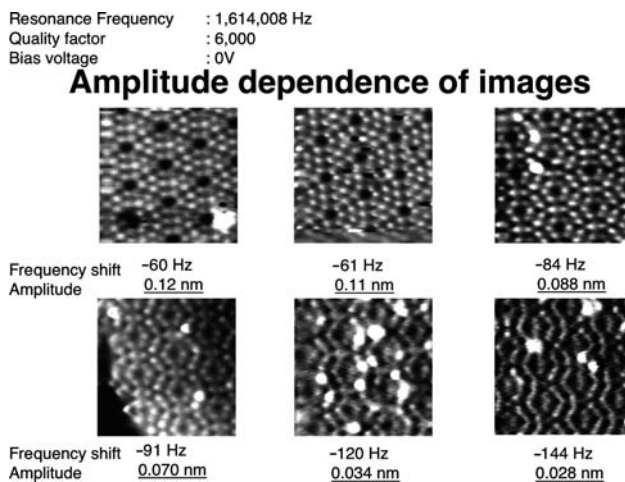 Resonance Frequency : 1,614,008 Hz
Quality factor : 6,000
Bias voltage : 0V
Amplitude dependence of images
Frequency shift –60 Hz –61 Hz –84 Hz
Amplitude 0.12 nm 0.11 nm 0.088 nm
Frequency shift –91 Hz –120 Hz –144 Hz
Amplitude 0.070 nm 0.034 nm 0.028 nm